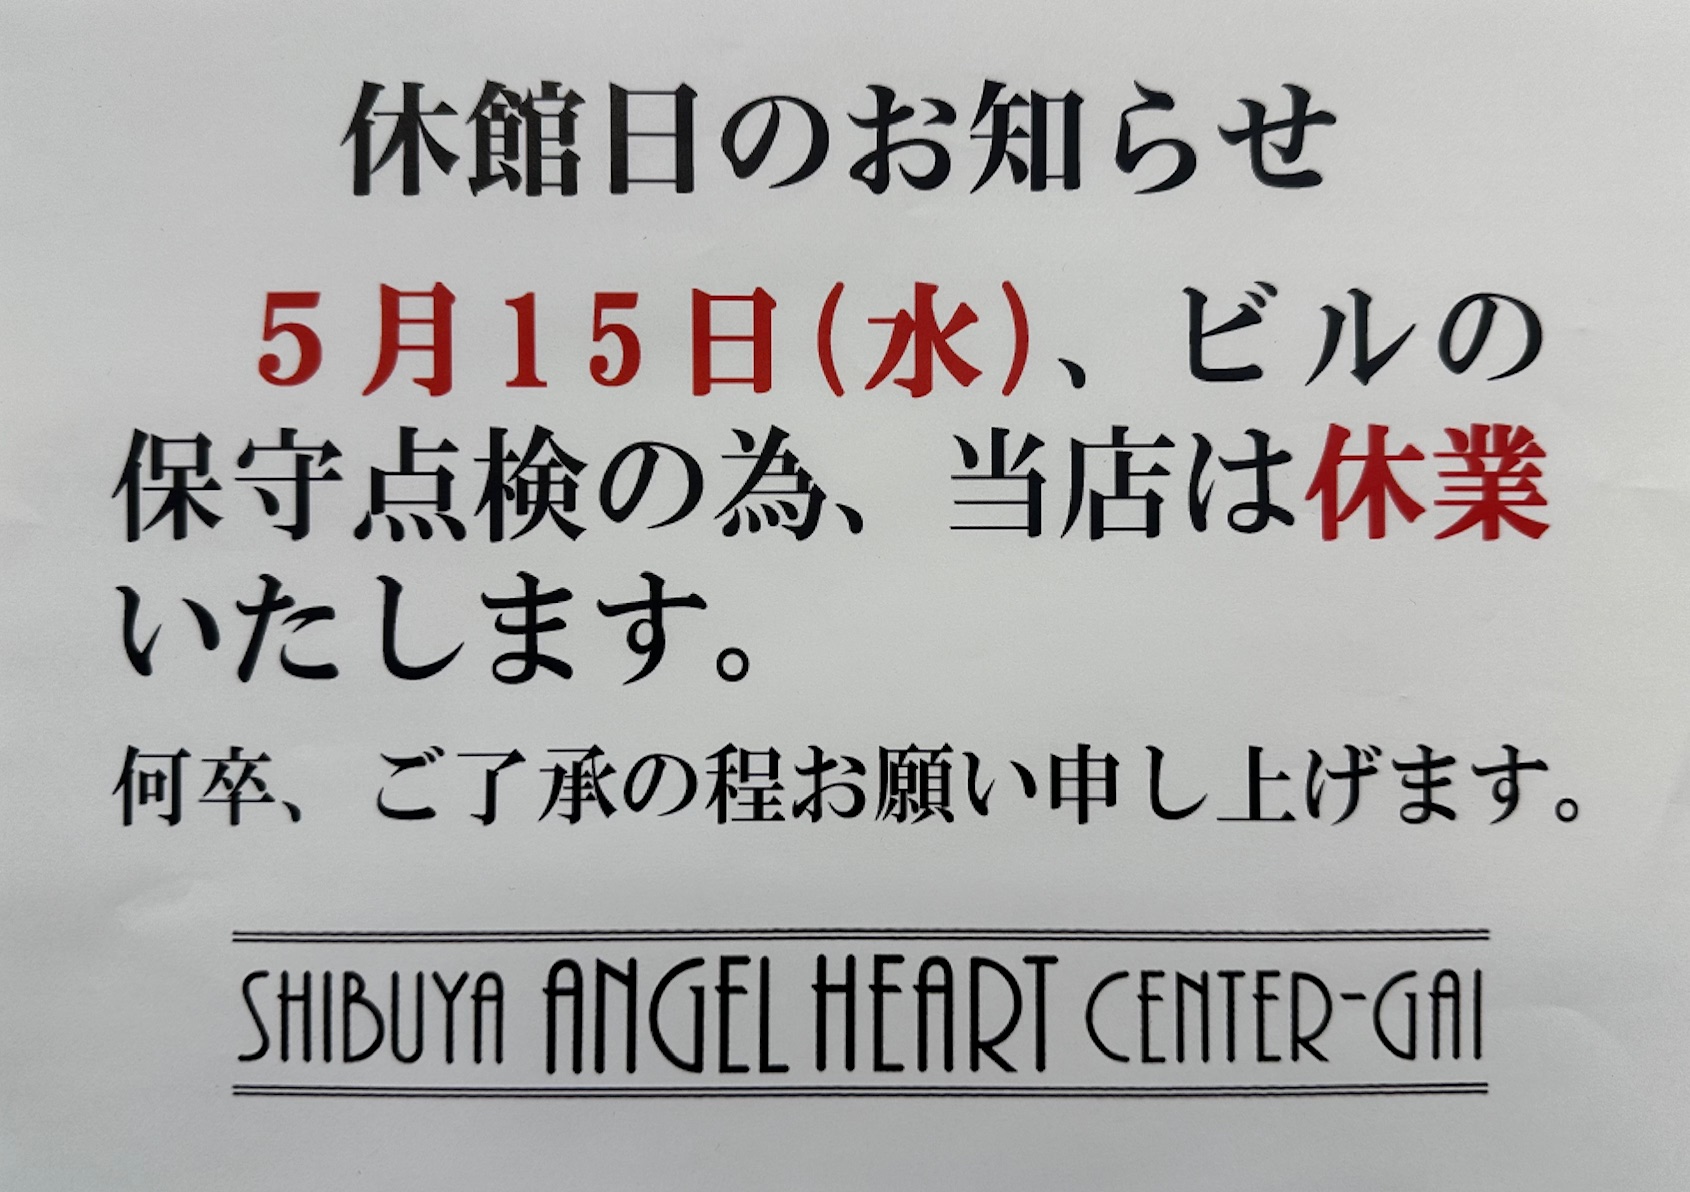 休館日のお知らせ
5月15日(水)、ビルの
保守点検の為、当店は休業
いたします。
何卒、ご了承の程お願い申し上げます。
SHIBUYA ANGEL HEART CENTER-GAI